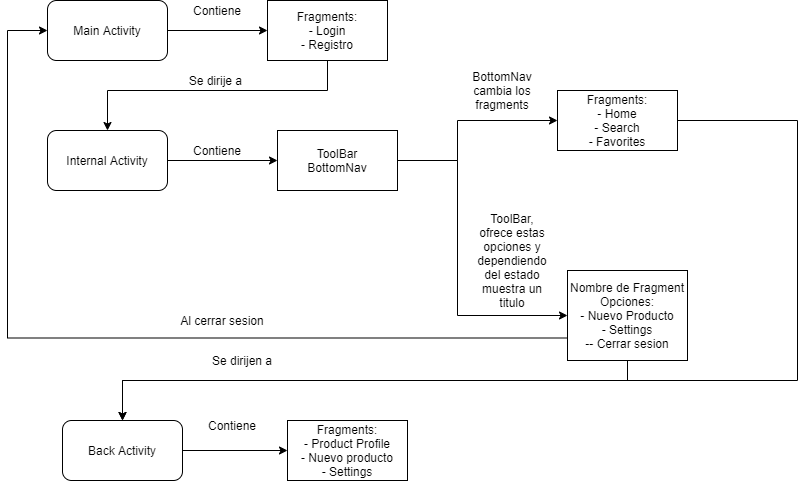 Main Activity
Contiene
Fragments:
- Login
- Registro
Se dirije a
Internal Activity
Contiene
ToolBar
BottomNav
BottomNav
cambia los
fragments
Fragments:
- Home
- Search
- Favorites
ToolBar,
ofrece estas
opciones y
dependiendo
del estado
muestra un
titulo
Nombre de Fragment
Opciones:
- Nuevo Producto
- Settings
-- Cerrar sesion
Al cerrar sesion
Se dirijen a
Back Activity
Contiene
Fragments:
- Product Profile
- Nuevo producto
- Settings